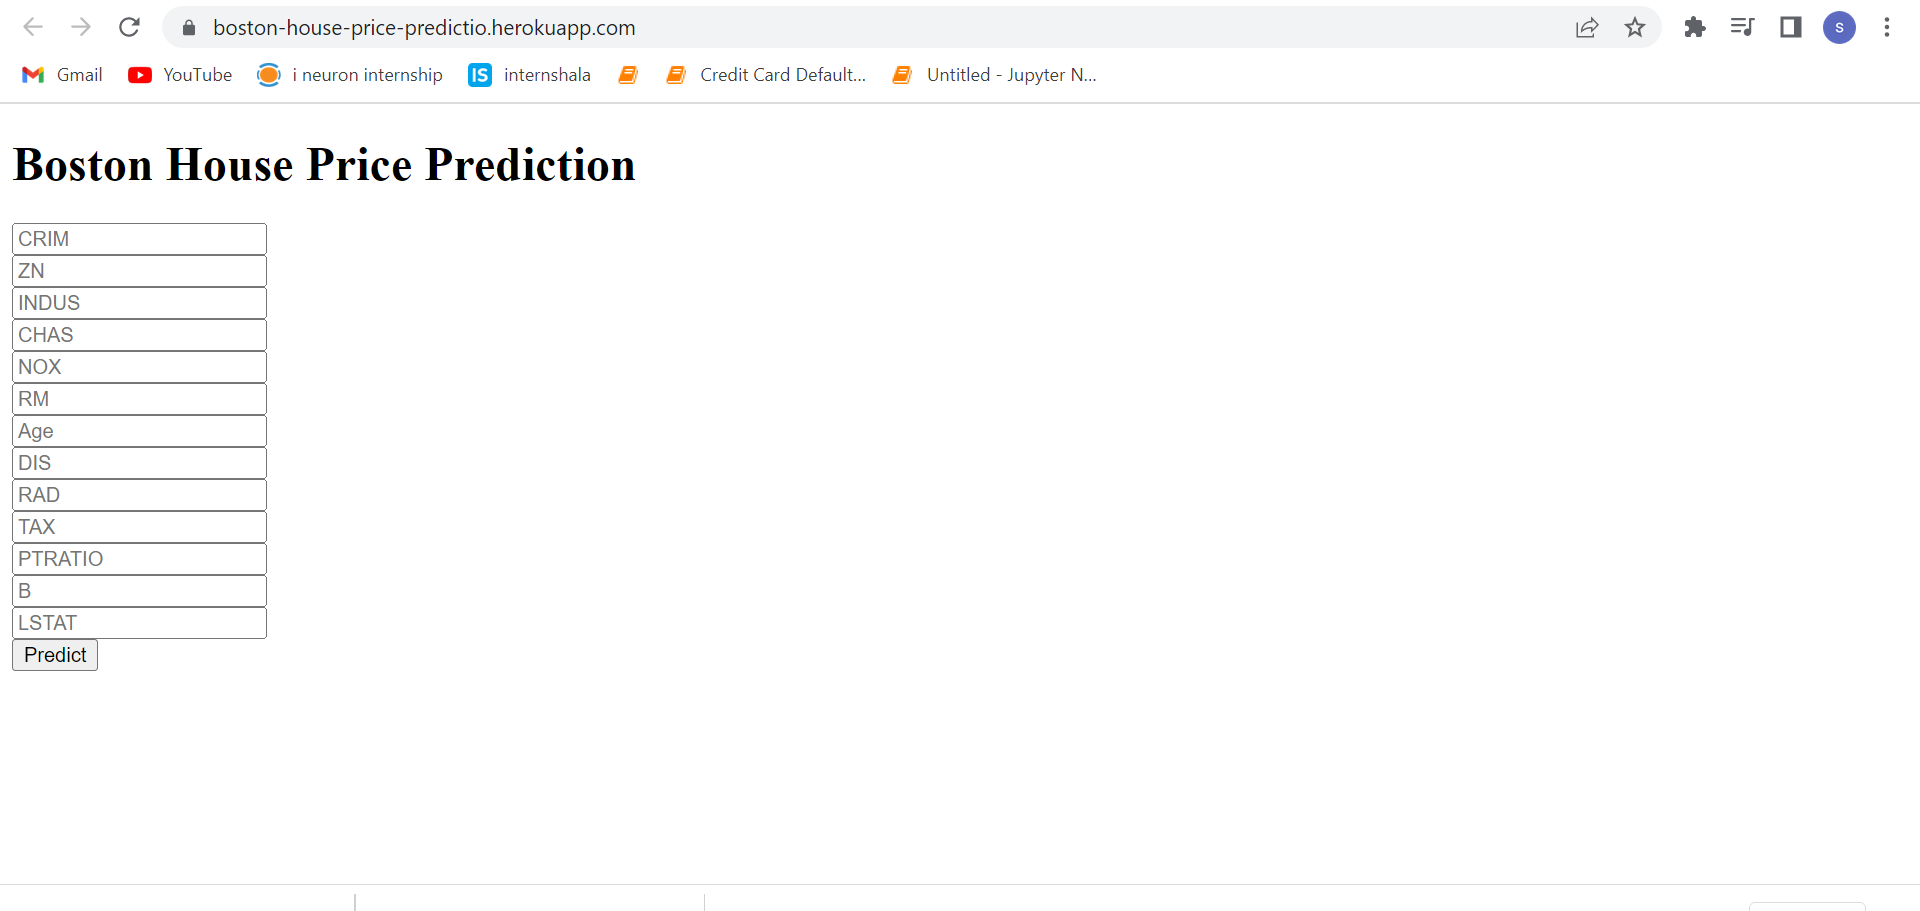 boston-house-price-predictio.herokuapp.com
S
Gmail YouTube i neuron internship IS internshala Credit Card Default... Untitled - Jupyter N...
Boston House Price Prediction
CRIM
ZN
INDUS
CHAS
NOX
RM
Age
DIS
RAD
TAX
PTRATIO
B
LSTAT
Predict